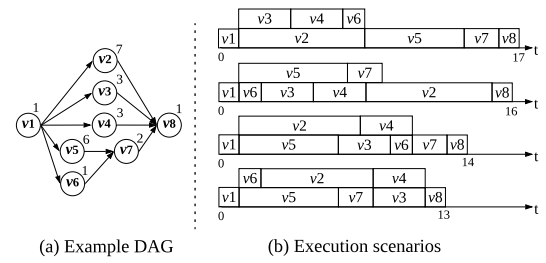 7
v2
3
v3
1
3
1
v1
v4
v8
6
2
v5
v7
1
v6
(a) Example DAG
v3 v4 v6
v1 v2 v5 v7 v8
t
0 17
v5 v7
v1 v6 v3 v4 v2 v8
t
0 16
v2 v4
v1 v5 v3 v6 v7 v8
t
0 14
v6 v2 v4
v1 v5 v7 v3 v8
t
0 13
(b) Execution scenarios